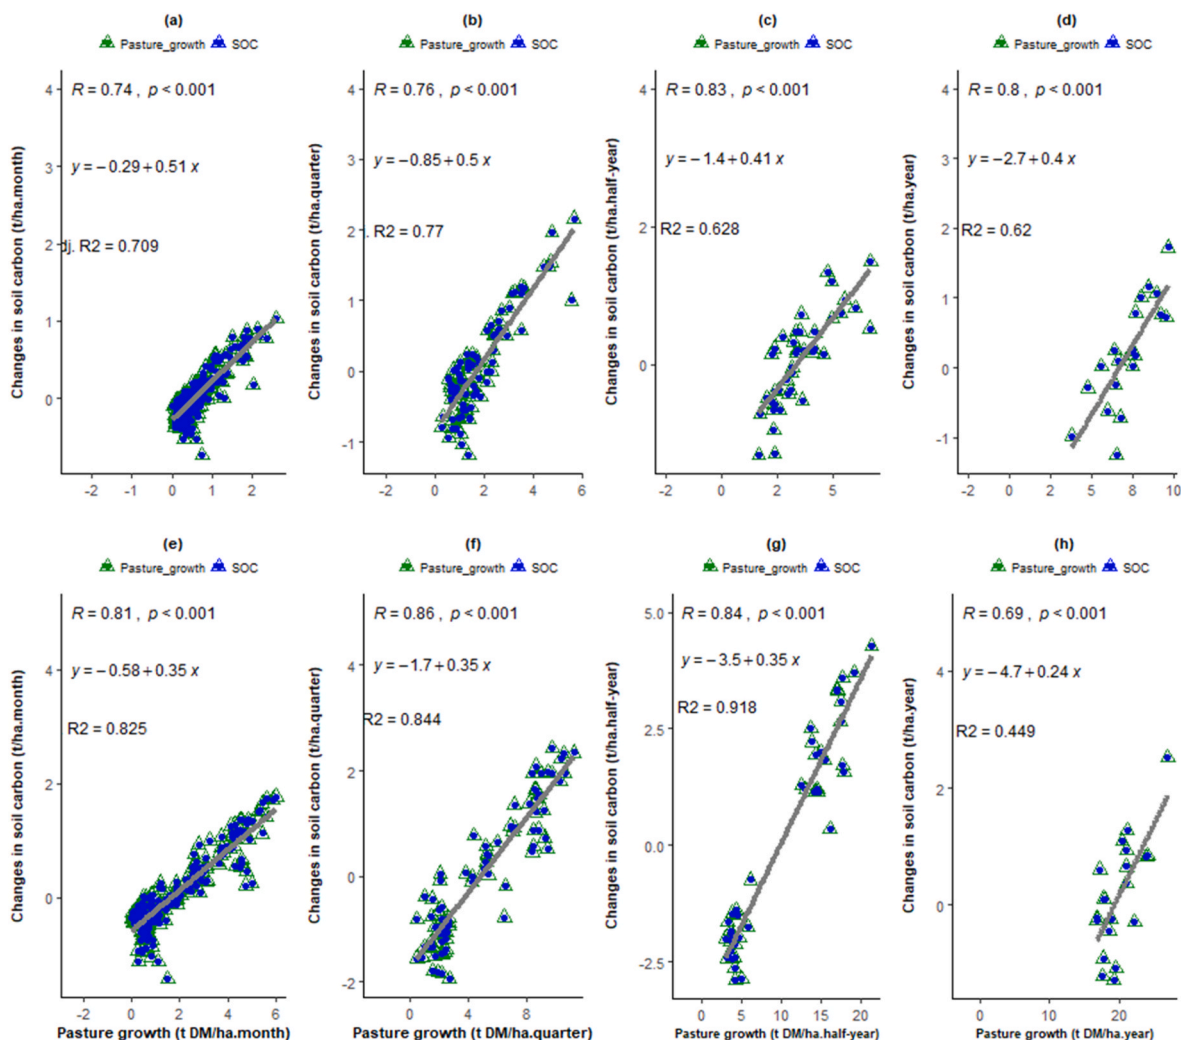 (a)
Pasture_growth SOC
R = 0.74 , p < 0.001
y = −0.29 + 0.51 x
dj. R2 = 0.709
Changes in soil carbon (t/ha.month)
4
3
2
1
0
-2 -1 0 1 2
(b)
Pasture_growth SOC
R = 0.76 , p < 0.001
y = −0.85 + 0.5 x
. R2 = 0.77
Changes in soil carbon (t/ha.quarter)
4
3
2
1
0
-1
-2 0 2 4 6
(c)
Pasture_growth SOC
R = 0.83 , p < 0.001
y = −1.4 + 0.41 x
R2 = 0.628
Changes in soil carbon (t/ha.half-year)
4
2
0
-2 0 2 5
(d)
Pasture_growth SOC
R = 0.8 , p < 0.001
y = −2.7 + 0.4 x
R2 = 0.62
Changes in soil carbon (t/ha.year)
4
3
2
1
0
-1
-2 0 2 5 8 10
(e)
Pasture_growth SOC
R = 0.81 , p < 0.001
y = −0.58 + 0.35 x
R2 = 0.825
Changes in soil carbon (t/ha.month)
4
2
0
-2 0 2 4 6
Pasture growth (t DM/ha.month)
(f)
Pasture_growth SOC
R = 0.86 , p < 0.001
y = −1.7 + 0.35 x
R2 = 0.844
Changes in soil carbon (t/ha.quarter)
4
2
0
-2
0 4 8
Pasture growth (t DM/ha.quarter)
(g)
Pasture_growth SOC
R = 0.84 , p < 0.001
y = −3.5 + 0.35 x
R2 = 0.918
Changes in soil carbon (t/ha.half-year)
5.0
2.5
0.0
-2.5
0 5 10 15 20
Pasture growth (t DM/ha.half-year)
(h)
Pasture_growth SOC
R = 0.69 , p < 0.001
y = −4.7 + 0.24 x
R2 = 0.449
Changes in soil carbon (t/ha.year)
4
2
0
0 10 20
Pasture growth (t DM/ha.year)